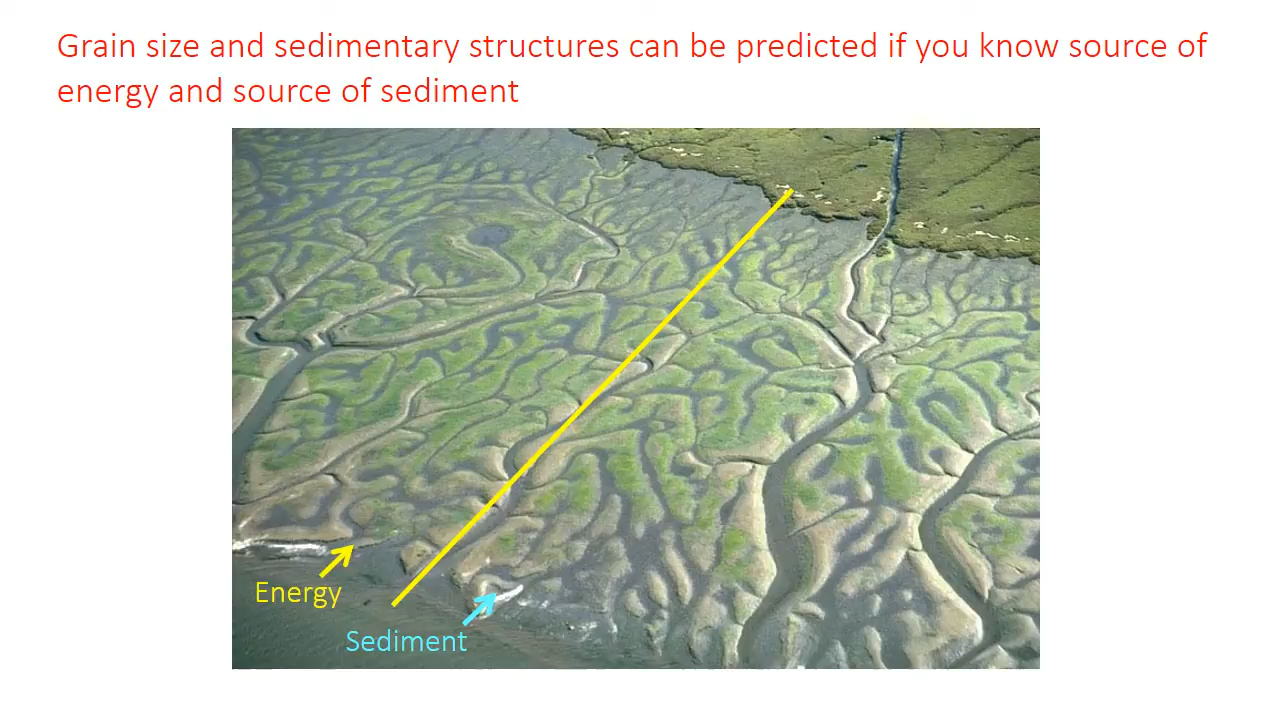 Grain size and sedimentary structures can be predicted if you know source of
energy and source of sediment
Energy
Sediment